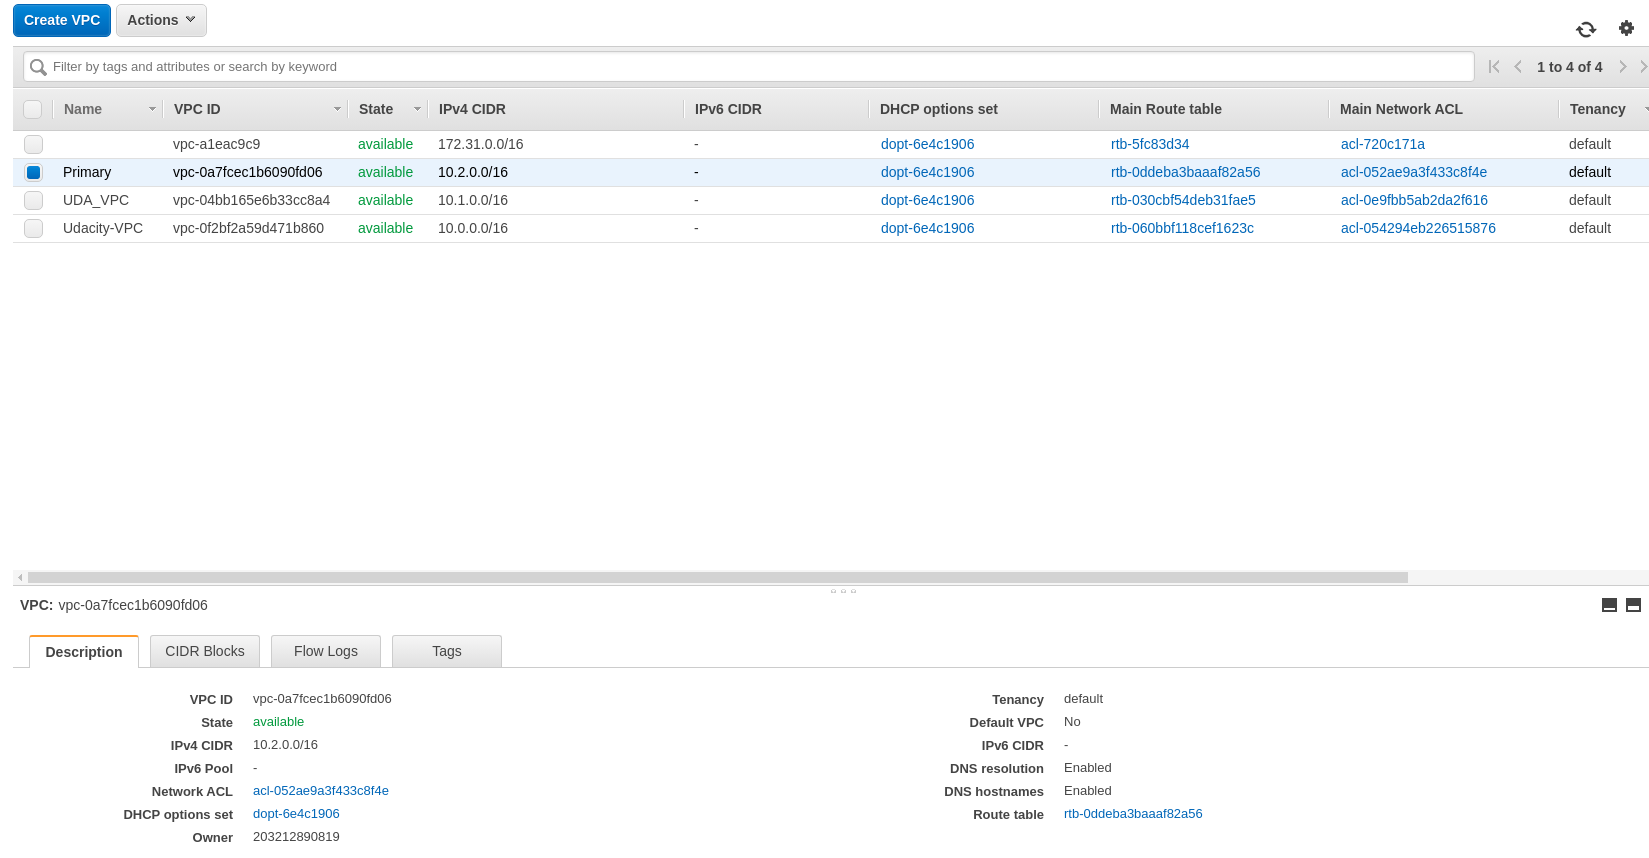 Create VPC Actions
Filter by tags and attributes or search by keyword 1 to 4 of 4
Name VPC ID State IPv4 CIDR IPv6 CIDR DHCP options set Main Route table Main Network ACL Tenancy
vpc-a1eac9c9 available 172.31.0.0/16 - dopt-6e4c1906 rtb-5fc83d34 acl-720c171a default
Primary vpc-0a7fcec1b6090fd06 available 10.2.0.0/16 - dopt-6e4c1906 rtb-0ddeba3baaaf82a56 acl-052ae9a3f433c8f4e default
UDA_VPC vpc-04bb165e6b33cc8a4 available 10.1.0.0/16 - dopt-6e4c1906 rtb-030cbf54deb31fae5 acl-0e9fbb5ab2da2f616 default
Udacity-VPC vpc-0f2bf2a59d471b860 available 10.0.0.0/16 - dopt-6e4c1906 rtb-060bbf118cef1623c acl-054294eb226515876 default
VPC: vpc-0a7fcec1b6090fd06
Description CIDR Blocks Flow Logs Tags
VPC ID vpc-0a7fcec1b6090fd06 Tenancy default
State available Default VPC No
IPv4 CIDR 10.2.0.0/16 IPv6 CIDR -
IPv6 Pool - DNS resolution Enabled
Network ACL acl-052ae9a3f433c8f4e DNS hostnames Enabled
DHCP options set dopt-6e4c1906 Route table rtb-0ddeba3baaaf82a56
Owner 203212890819